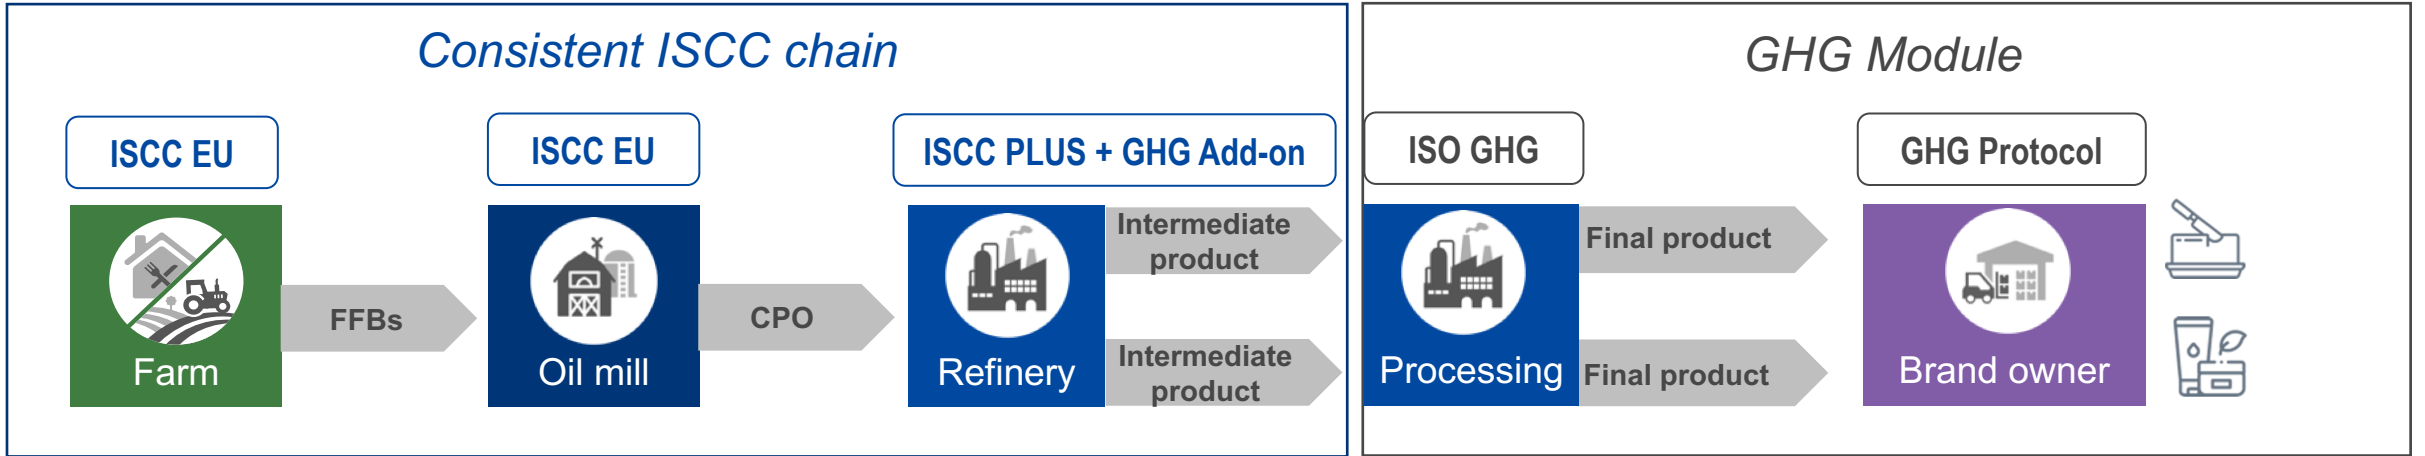 Consistent ISCC chain
GHG Module
ISCC EU
ISCC EU
ISCC PLUS + GHG Add-on
ISO GHG
GHG Protocol
Farm
FFBs
Oil mill
CPO
Refinery
Intermediate
product
Intermediate
product
Processing
Final product
Final product
Brand owner